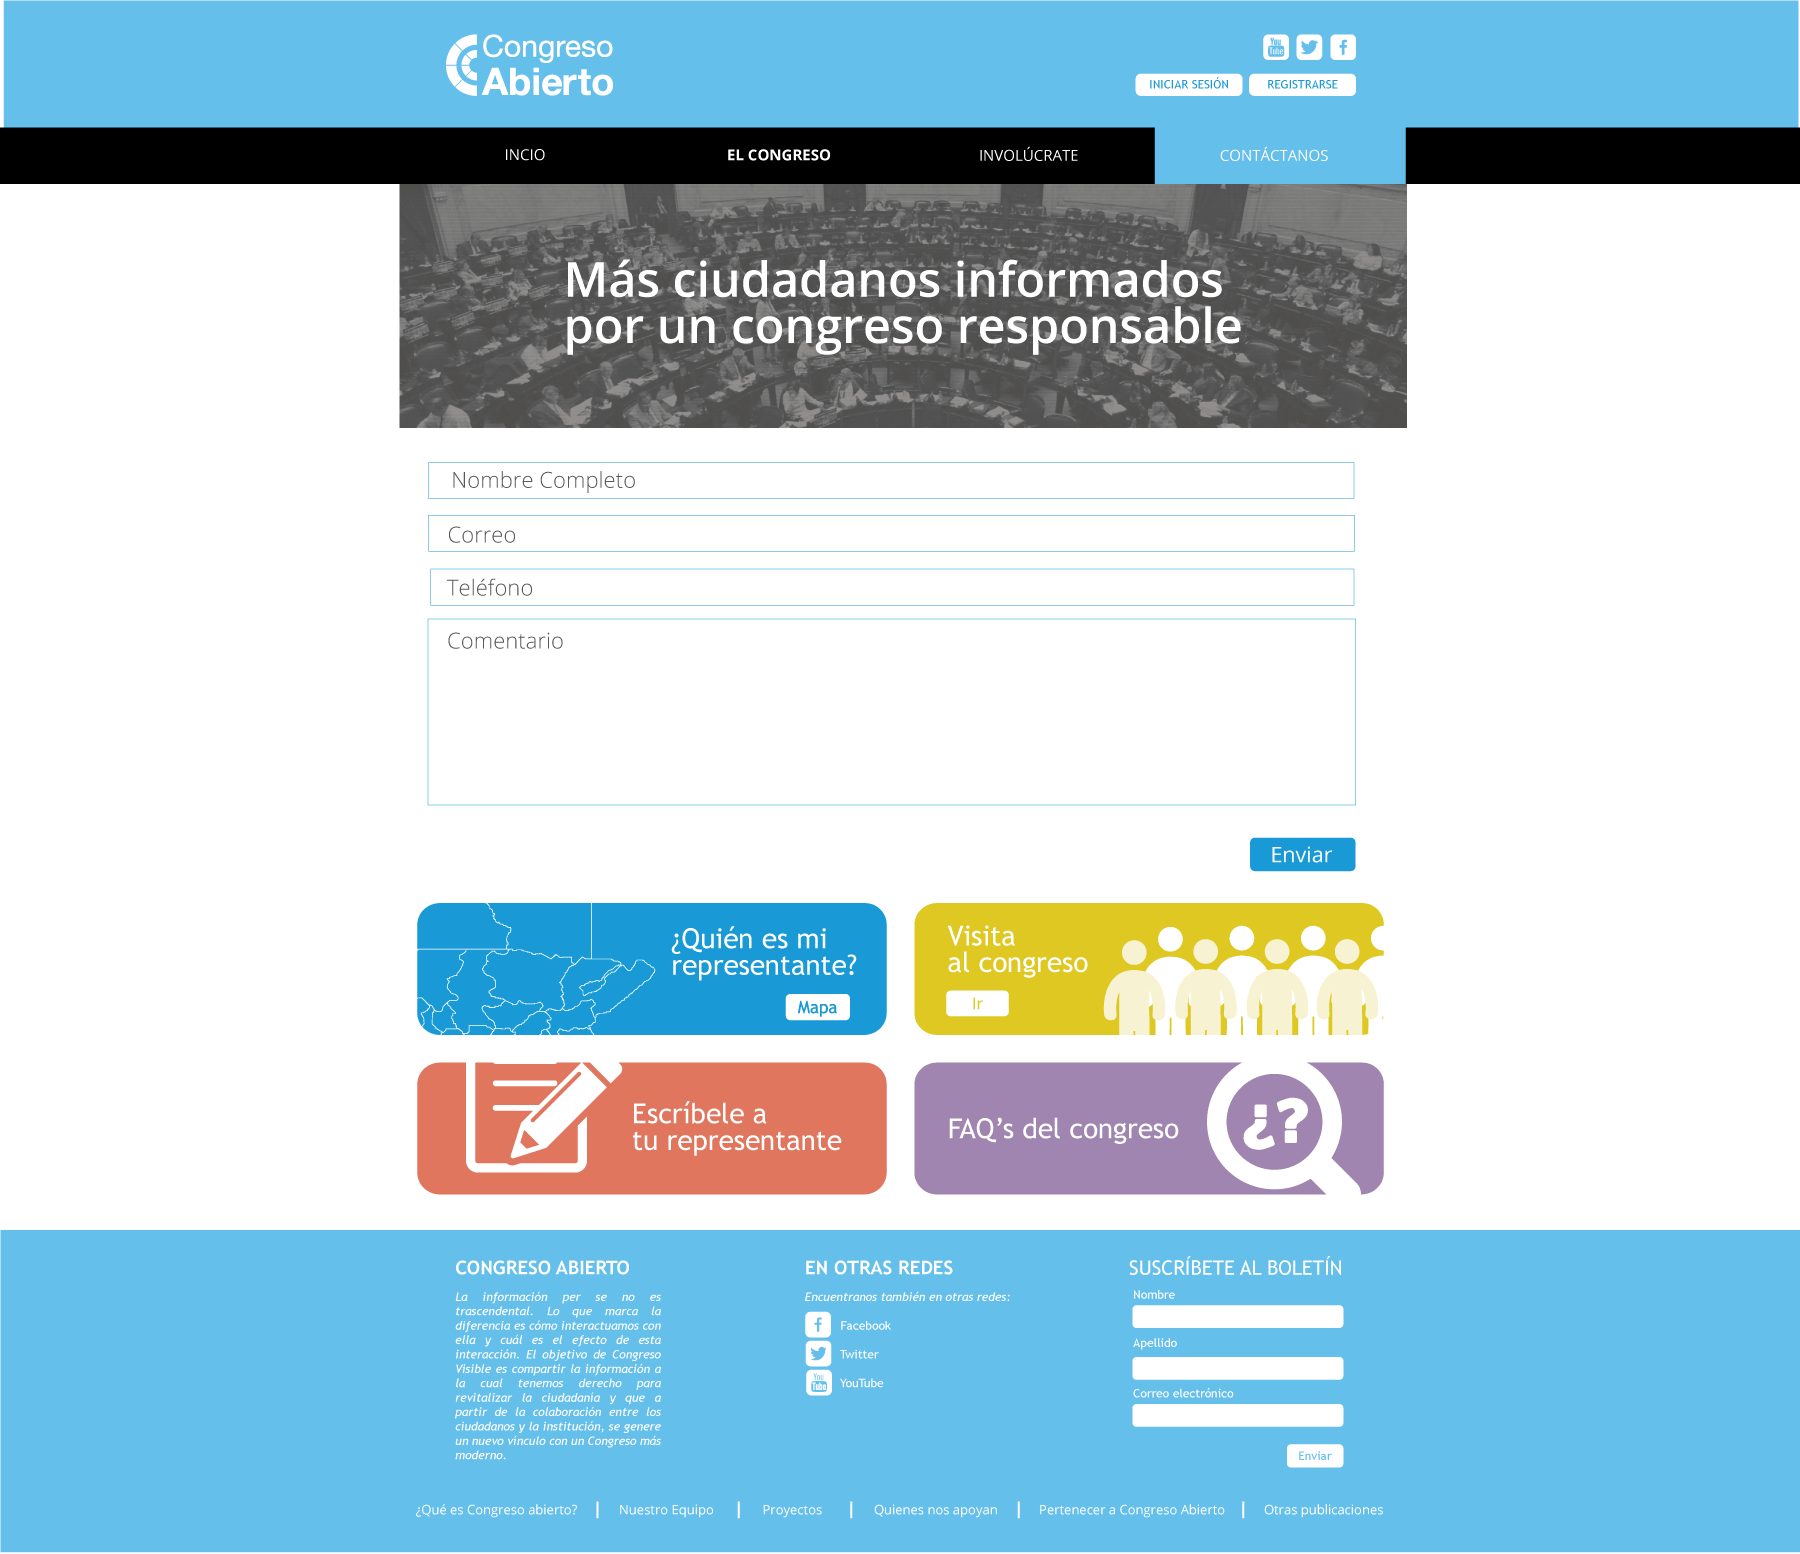 Congreso
Abierto
You
Tube
INICIAR SESIÓN
REGISTRARSE
INCIO
EL CONGRESO
INVOLÚCRATE
CONTÁCTANOS
Más ciudadanos informados
por un congreso responsable
Nombre Completo
Correo
Teléfono
Comentario
Enviar
¿Quién es mi
representante?
Mapa
Visita
al congreso
Ir
Escríbele a
tu representante
FAQ’s del congreso
¿?
CONGRESO ABIERTO
La información per se no es
trascendental. Lo que marca la
diferencia es cómo interactuamos con
ella y cuál es el efecto de esta
interacción. El objetivo de Congreso
Visible es compartir la información a
la cual tenemos derecho para
revitalizar la ciudadanía y que a
partir de la colaboración entre los
ciudadanos y la institución, se genere
un nuevo vínculo con un Congreso más
moderno.
EN OTRAS REDES
Encuentranos también en otras redes:
Facebook
Twitter
You
Tube
YouTube
SUSCRÍBETE AL BOLETÍN
Nombre
Apellido
Correo electrónico
Enviar
¿Qué es Congreso abierto? | Nuestro Equipo | Proyectos | Quienes nos apoyan | Pertenecer a Congreso Abierto | Otras publicaciones